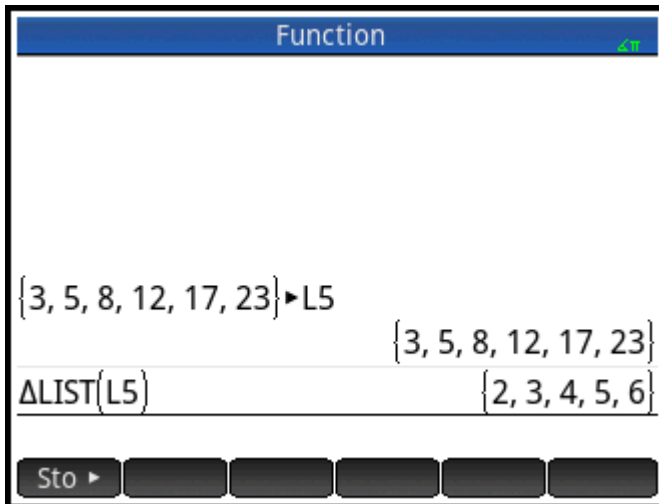 Function
∡π
{3, 5, 8, 12, 17, 23}▶L5
{3, 5, 8, 12, 17, 23}
ΔLIST(L5) {2, 3, 4, 5, 6}
Sto ▶